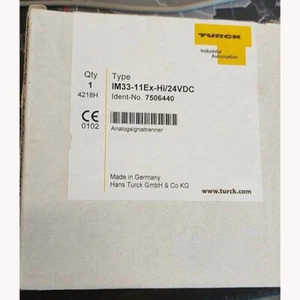 TURCK
Industrial
Automation
Qty
1
4218H
Type
IM33-11Ex-Hi/24VDC
Ident-No. 7506440
CE
0102
Analogsignaltrenner
Made in Germany
Hans Turck GmbH & Co KG
www.turck.com